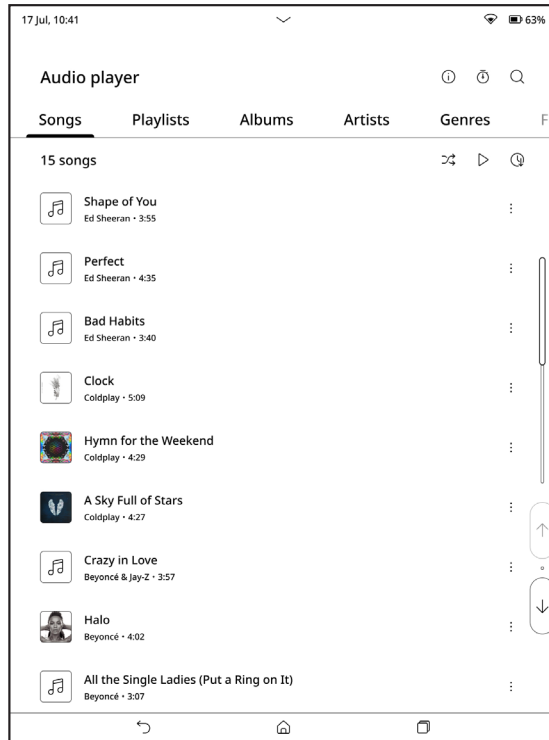 17 Jul, 10:41
63%
Audio player
Songs Playlists Albums Artists Genres F
15 songs
Shape of You
Ed Sheeran • 3:55
Perfect
Ed Sheeran • 4:35
Bad Habits
Ed Sheeran • 3:40
Clock
Coldplay • 5:09
Hymn for the Weekend
Coldplay • 4:29
A Sky Full of Stars
Coldplay • 4:27
Crazy in Love
Beyoncé & Jay-Z • 3:57
Halo
Beyoncé • 4:02
All the Single Ladies (Put a Ring on It)
Beyoncé • 3:07